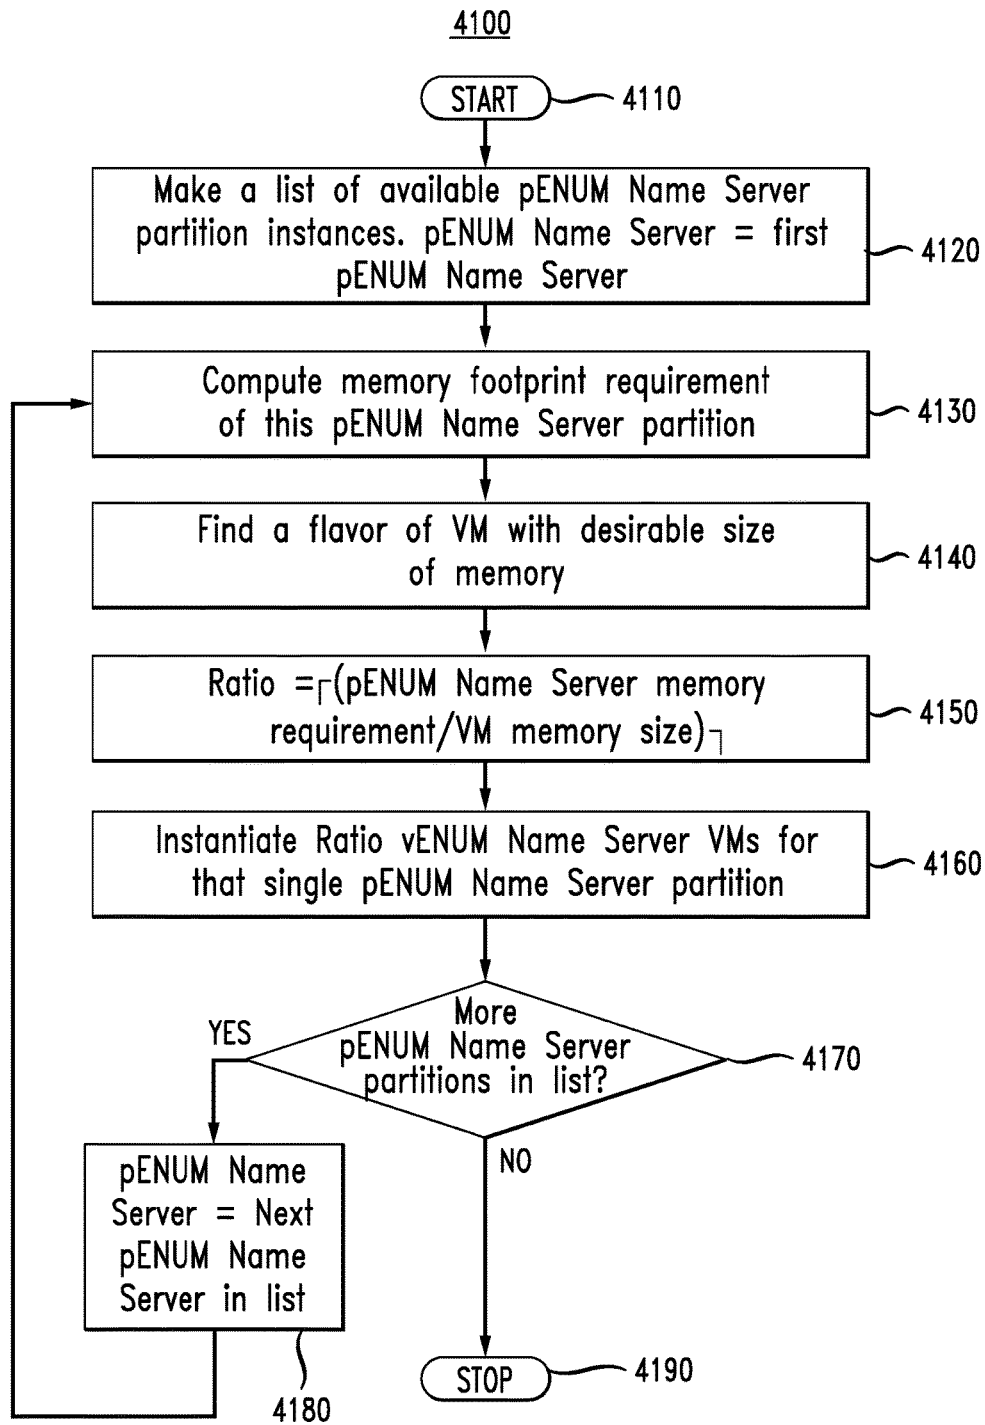 4100
START
4110
Make a list of available pENUM Name Server
partition instances. pENUM Name Server = first
pENUM Name Server
4120
Compute memory footprint requirement
of this pENUM Name Server partition
4130
Find a flavor of VM with desirable size
of memory
4140
Ratio =┌(pENUM Name Server memory
requirement/VM memory size)┐
4150
Instantiate Ratio vENUM Name Server VMs for
that single pENUM Name Server partition
4160
More
pENUM Name Server
partitions in list?
4170
YES
NO
pENUM Name
Server = Next
pENUM Name
Server in list
4180
STOP
4190